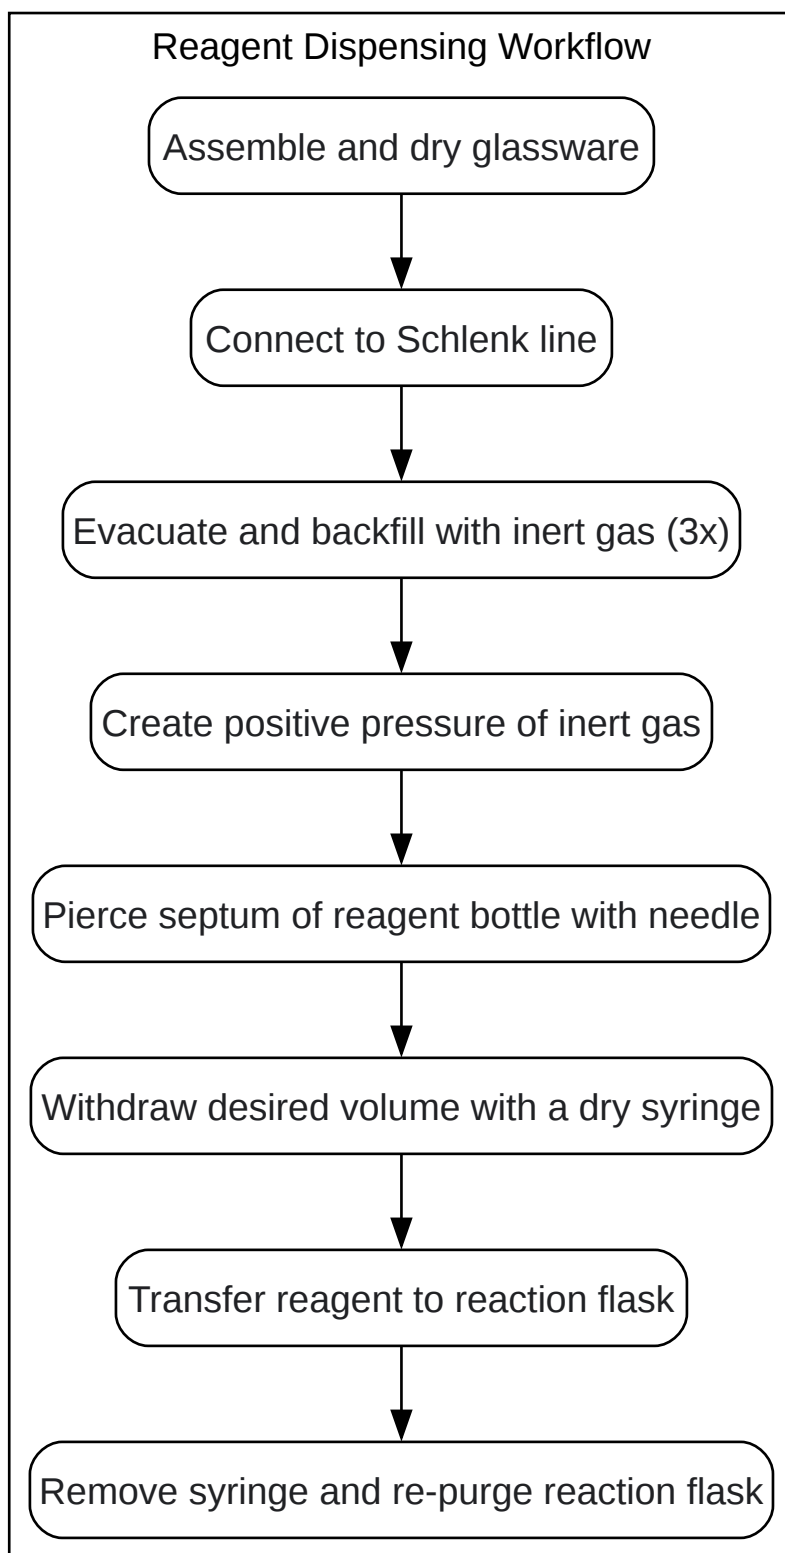 Reagent Dispensing Workflow
Assemble and dry glassware
Connect to Schlenk line
Evacuate and backfill with inert gas (3x)
Create positive pressure of inert gas
Pierce septum of reagent bottle with needle
Withdraw desired volume with a dry syringe
Transfer reagent to reaction flask
Remove syringe and re-purge reaction flask